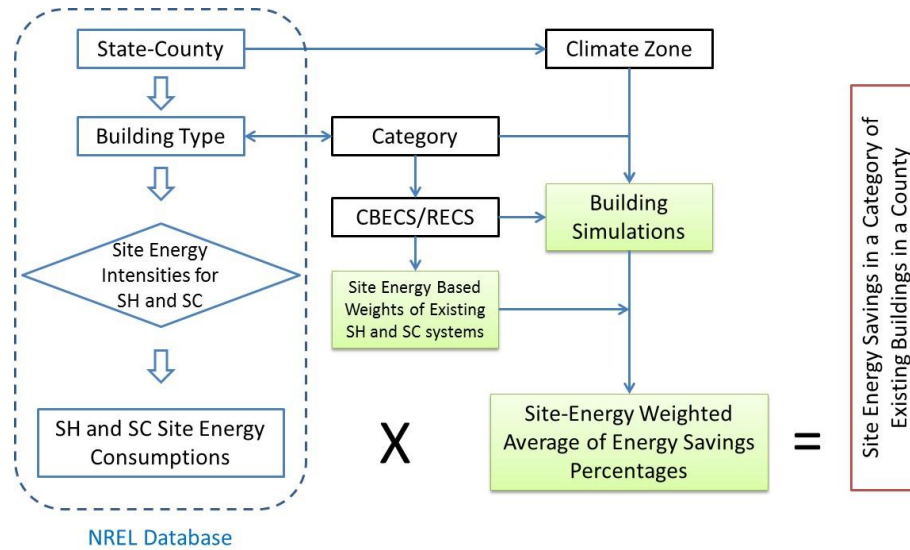 State-County
Climate Zone
Building Type
Category
CBECS/RECS
Building
Simulations
Site Energy
Intensities for
SH and SC
Site Energy Based
Weights of Existing
SH and SC systems
SH and SC Site Energy
Consumptions
X
Site-Energy Weighted
Average of Energy Savings
Percentages
=
Site Energy Savings in a Category of
Existing Buildings in a County
NREL Database